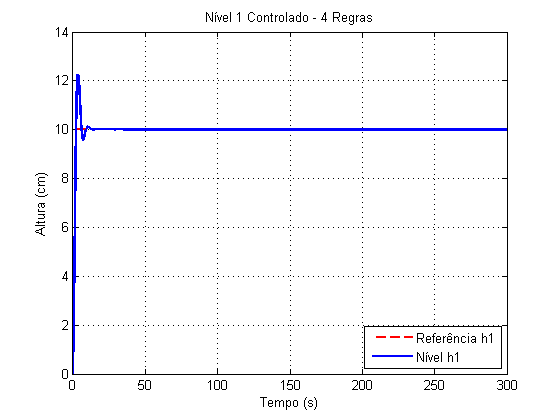 Nível 1 Controlado - 4 Regras
14
12
10
8
6
4
2
0
Altura (cm)
0 50 100 150 200 250 300
Tempo (s)
Referência h1
Nível h1